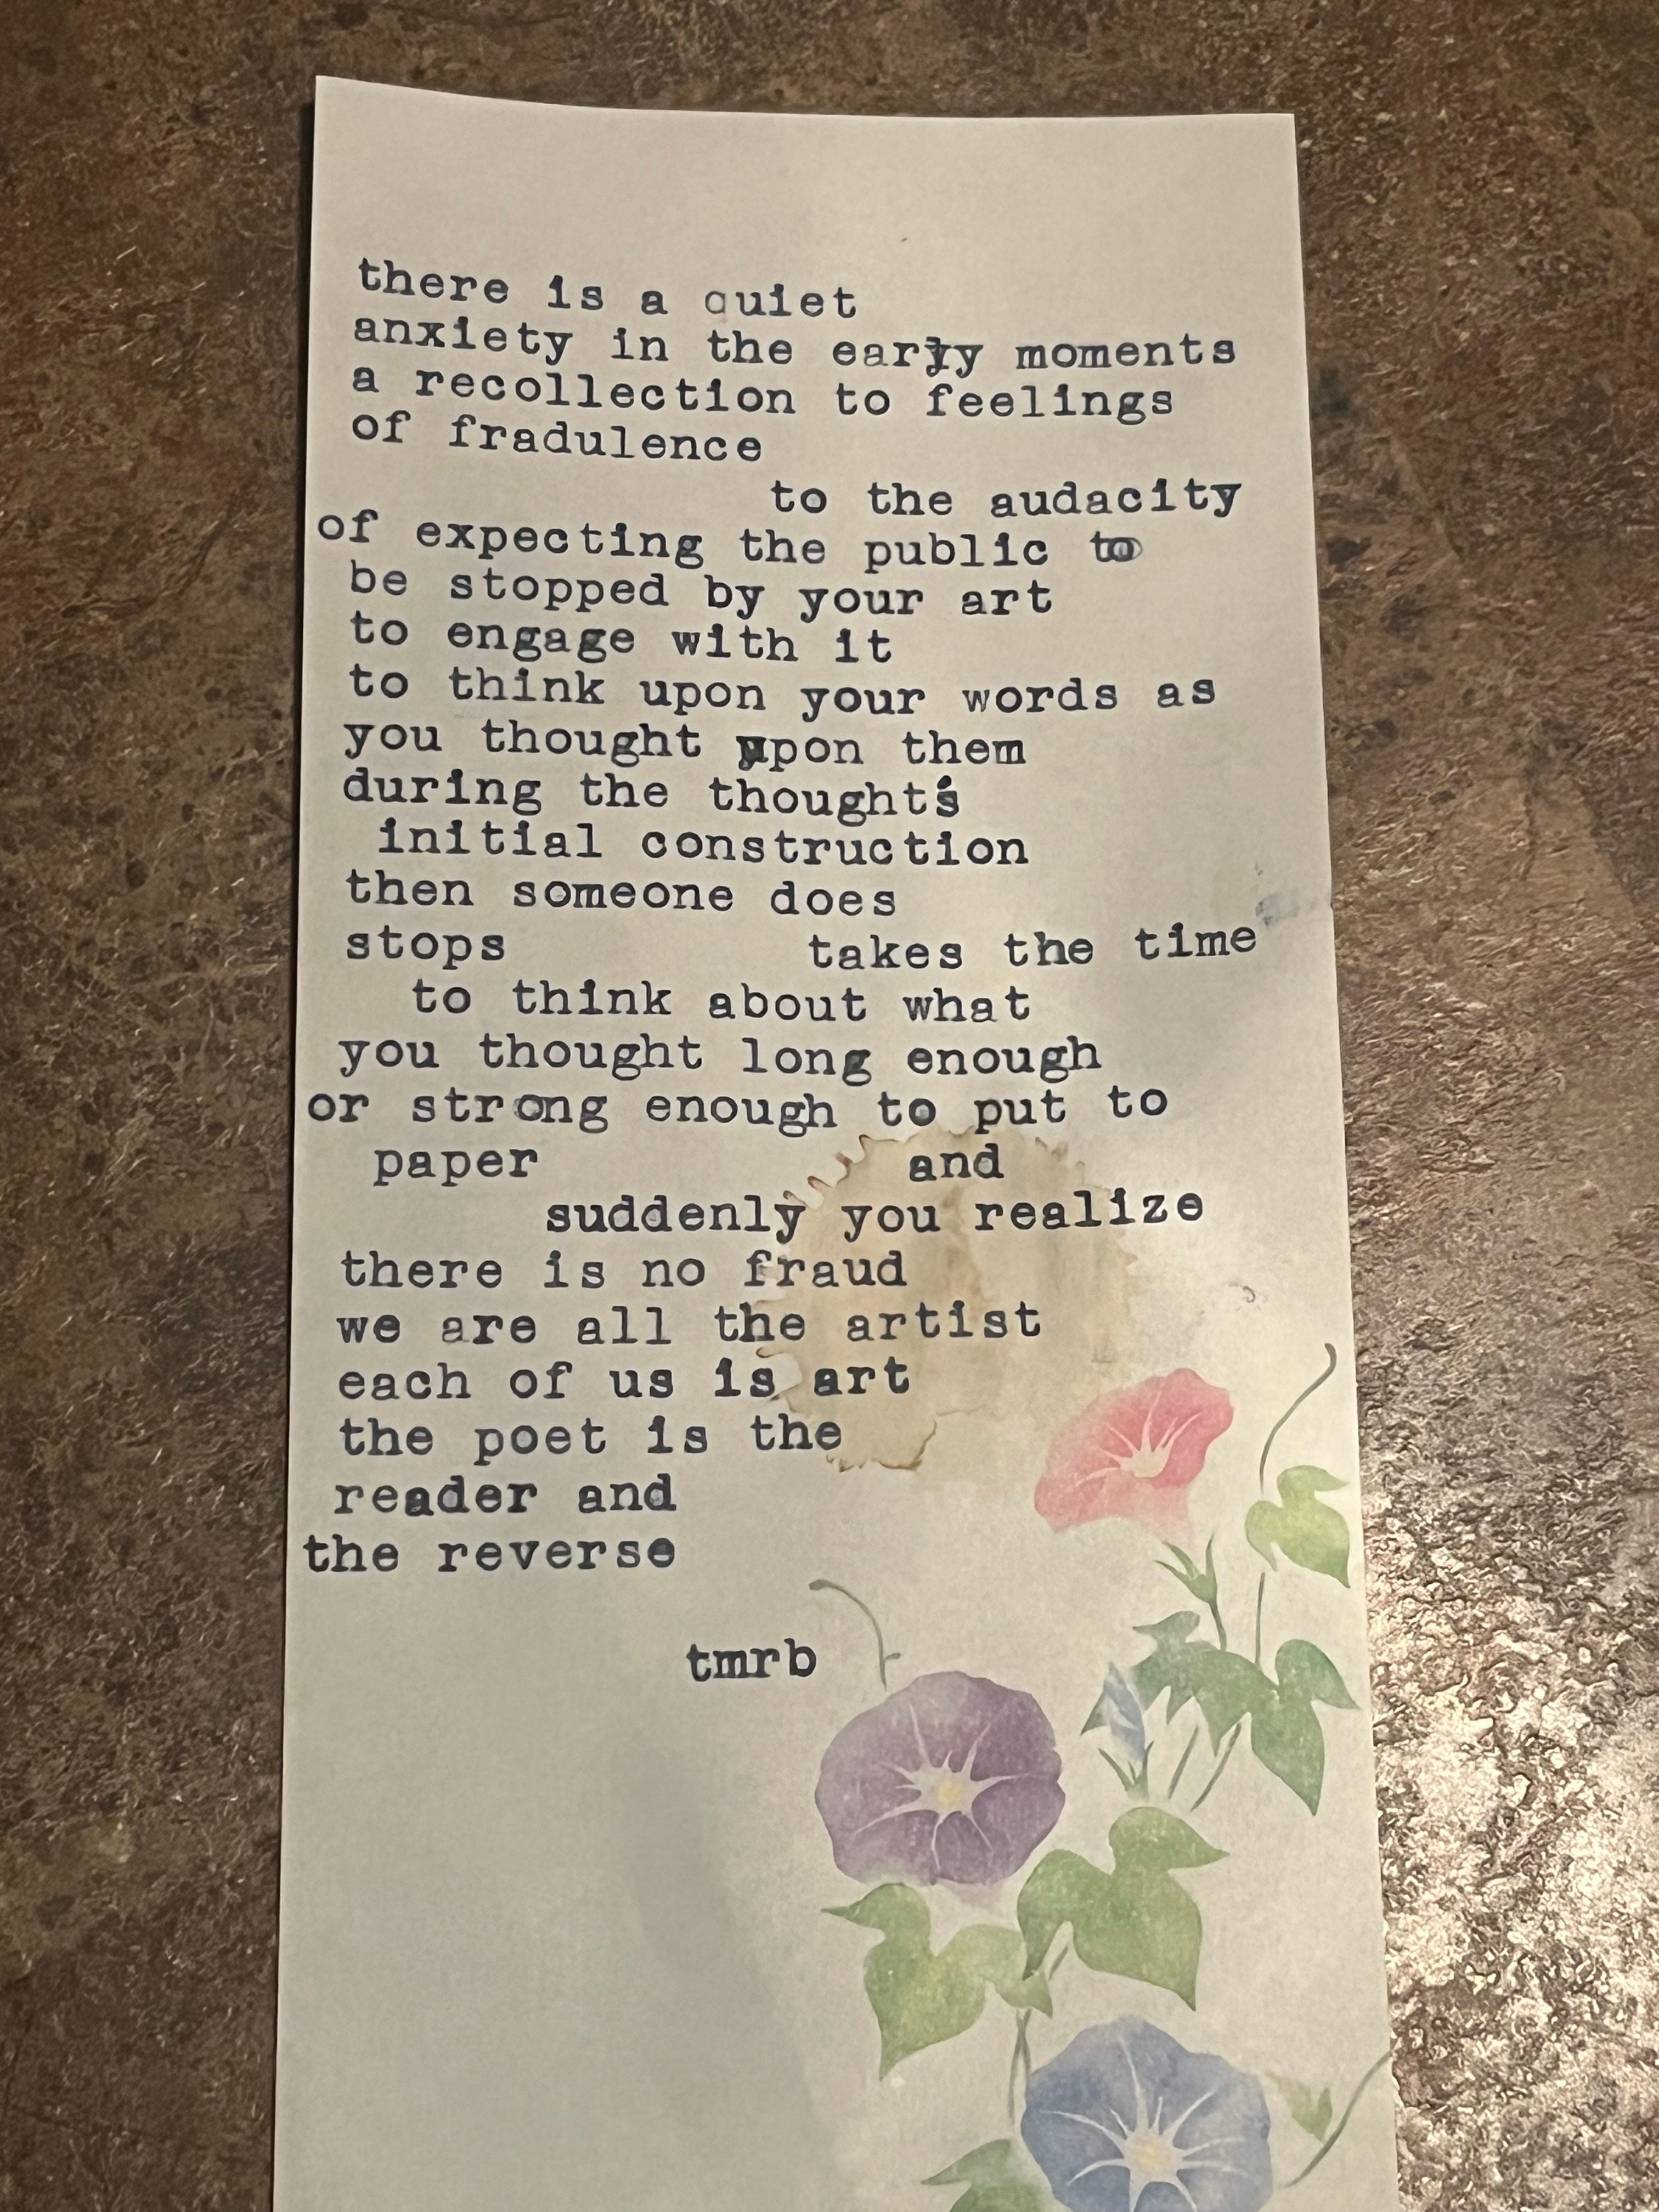 there is a quiet
anxiety in the early moments
a recollection to feelings
of fradulence
to the audacity
of expecting the public to
be stopped by your art
to engage with it
to think upon your words as
you thought upon them
during the thoughts
initial construction
then someone does
stops takes the time
to think about what
you thought long enough
or strong enough to put to
paper and
suddenly you realize
there is no fraud
we are all the artist
each of us is art
the poet is the
reader and
the reverse
tmrb